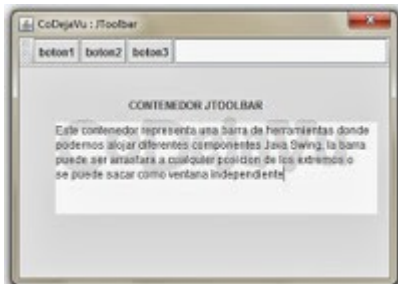 CoDejaVu : JToolbar
boton1 boton2 boton3
CONTENEDOR JTOOLBAR
Este contenedor representa una barra de herramientas donde
podemos alojar diferentes componentes Java Swing, la barra
puede ser arrastara a cualquier posicion de los extremos o
se puede sacar como ventana independiente